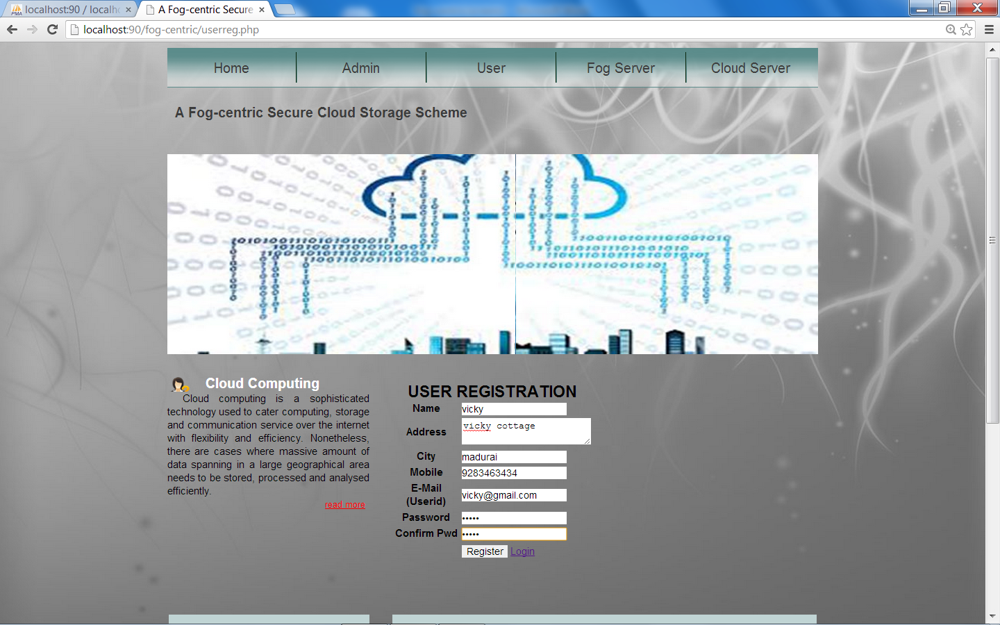 localhost:90 / localhc
A Fog-centric Secure
localhost:90/fog-centric/userreg.php
Home
Admin
User
Fog Server
Cloud Server
A Fog-centric Secure Cloud Storage Scheme
Cloud Computing
Cloud computing is a sophisticated
technology used to cater computing, storage
and communication service over the internet
with flexibility and efficiency. Nonetheless,
there are cases where massive amount of
data spanning in a large geographical area
needs to be stored, processed and analysed
efficiently.
read more
USER REGISTRATION
Name vicky
Address vicky cottage
City madurai
Mobile 9283463434
E-Mail
(Userid) vicky@gmail.com
Password •••••
Confirm Pwd •••••
Register Login